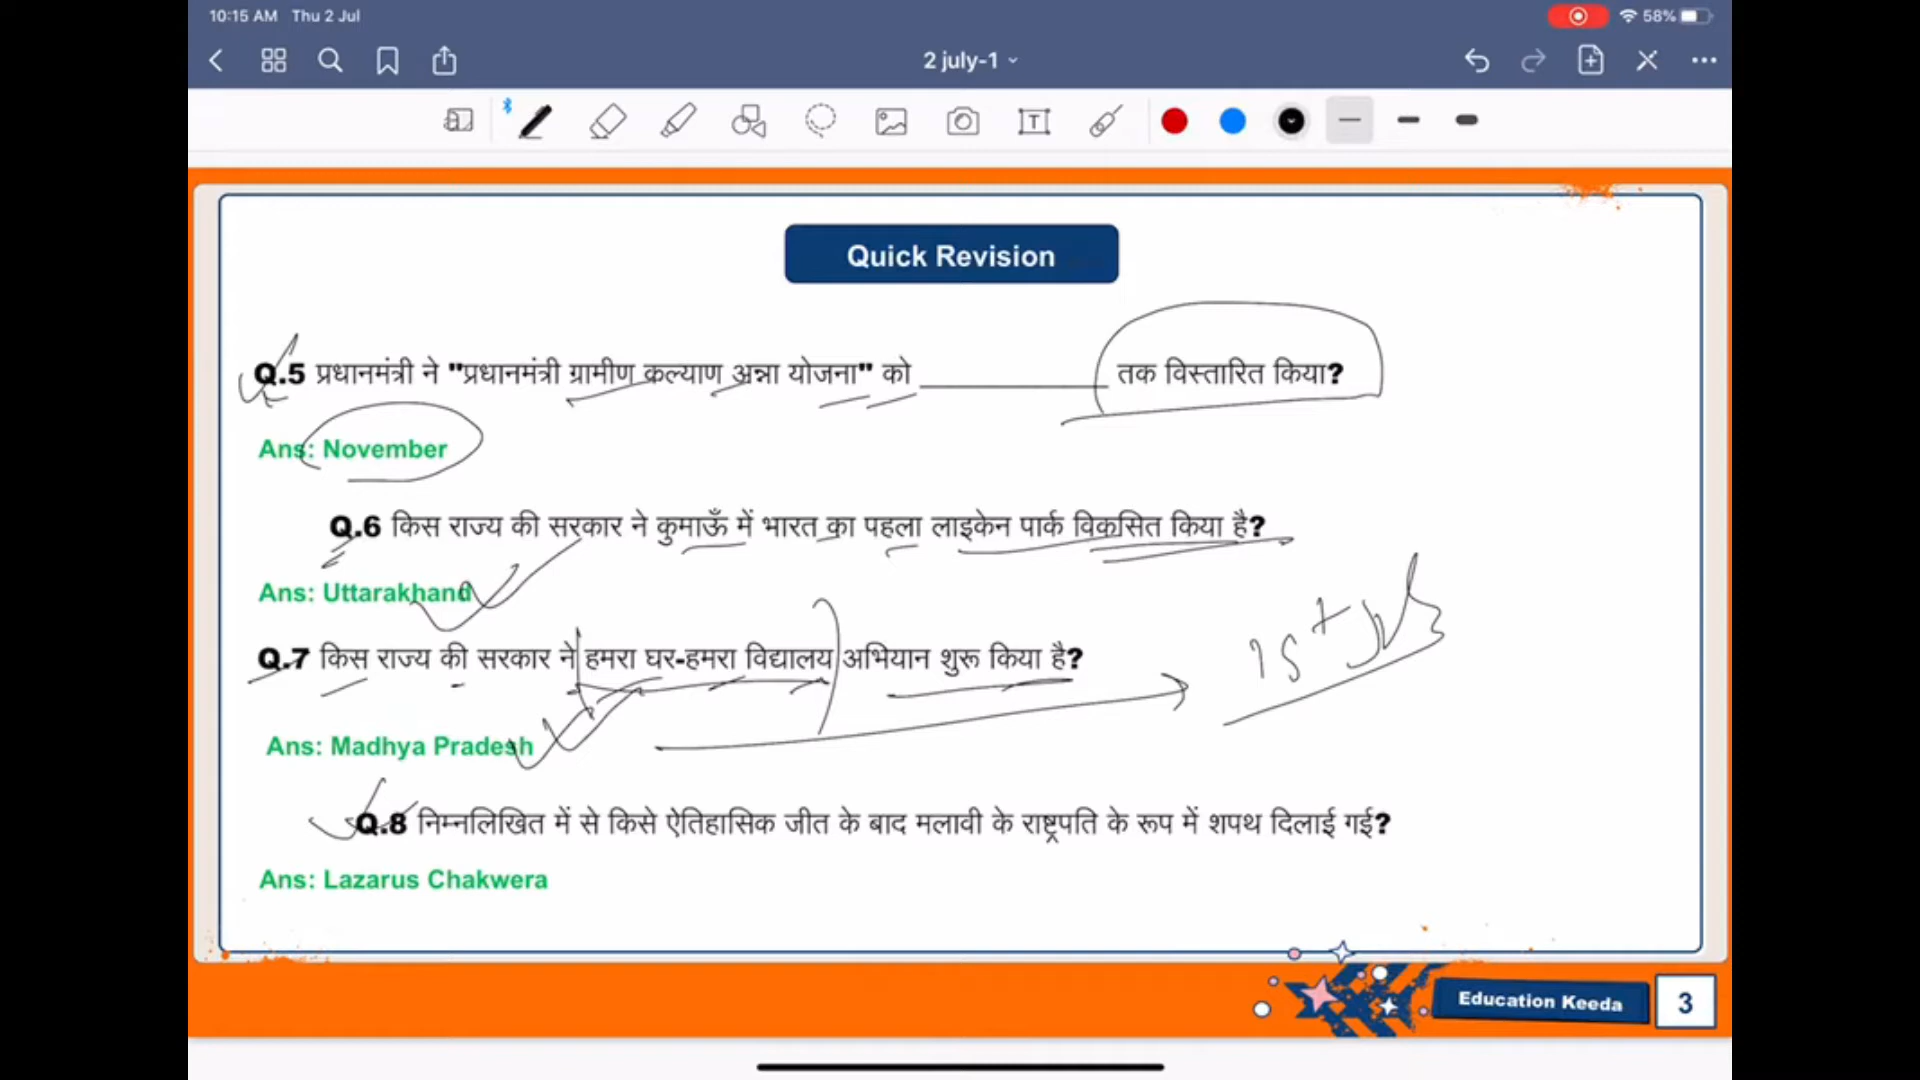 10:15 AM Thu 2 Jul
58%
2 july-1
T
Quick Revision
Q.5 प्रधानमंत्री ने "प्रधानमंत्री ग्रामीण कल्याण अन्ना योजना" को ____________ तक विस्तारित किया?
Ans: November
Q.6 किस राज्य की सरकार ने कुमाऊँ में भारत का पहला लाइकेन पार्क विकसित किया है?
Ans: Uttarakhand
Q.7 किस राज्य की सरकार ने हमरा घर-हमरा विद्यालय अभियान शुरू किया है?
1st July
Ans: Madhya Pradesh
Q.8 निम्नलिखित में से किसे ऐतिहासिक जीत के बाद मलावी के राष्ट्रपति के रूप में शपथ दिलाई गई?
Ans: Lazarus Chakwera
Education Keeda
3